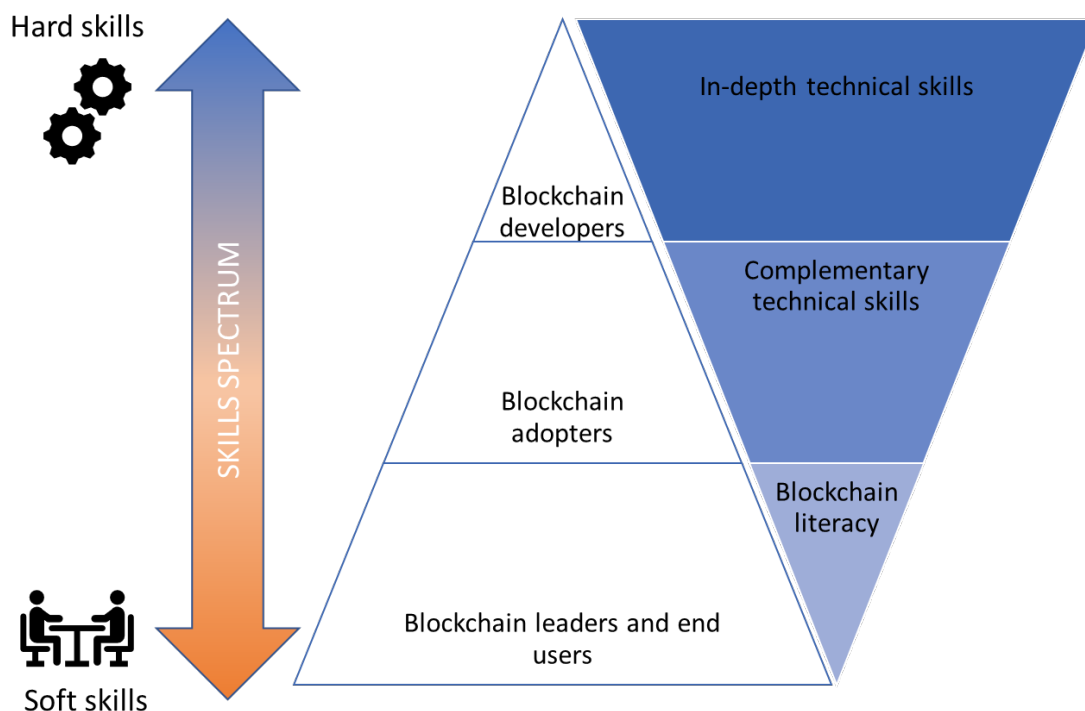 Hard skills
SKILLS SPECTRUM
Soft skills
Blockchain
developers
Blockchain
adopters
Blockchain leaders and end
users
In-depth technical skills
Complementary
technical skills
Blockchain
literacy